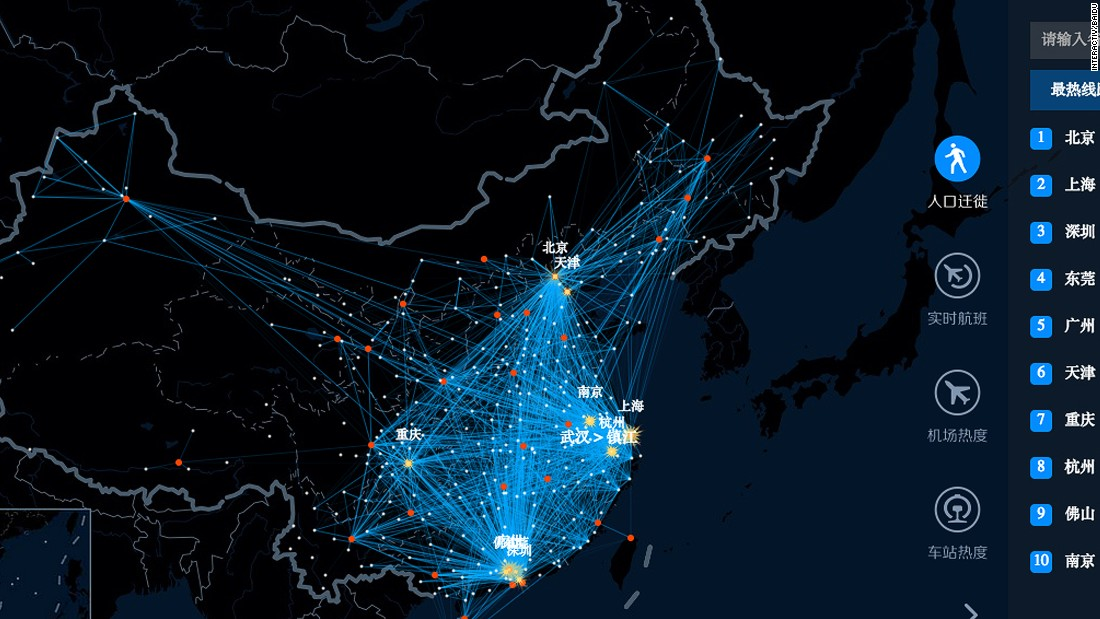 请输入
INTERACTIX/BAIDU
最热线
1 北京
2 上海
3 深圳
4 东莞
5 广州
6 天津
7 重庆
8 杭州
9 佛山
10 南京
人口迁徙
实时航班
机场热度
车站热度
北京
天津
南京
上海
杭州
武汉 > 镇江
重庆
深圳